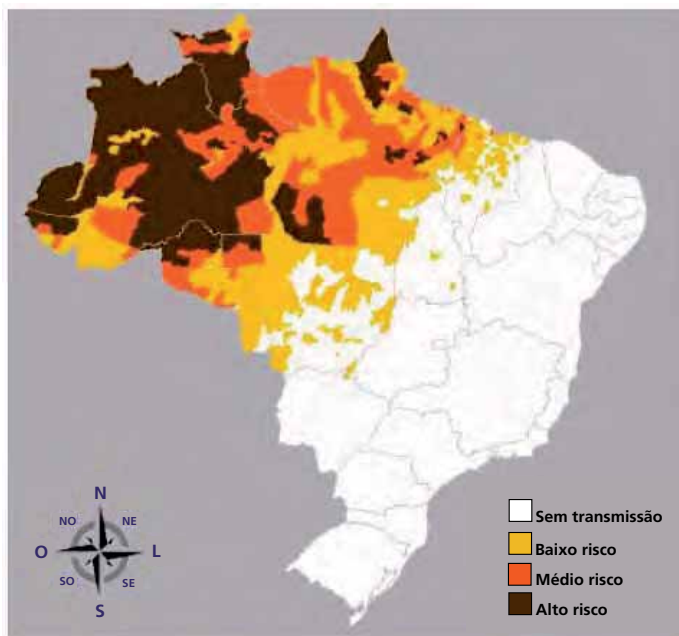 N
NO NE
O L
SO SE
S
Sem transmissão
Baixo risco
Médio risco
Alto risco